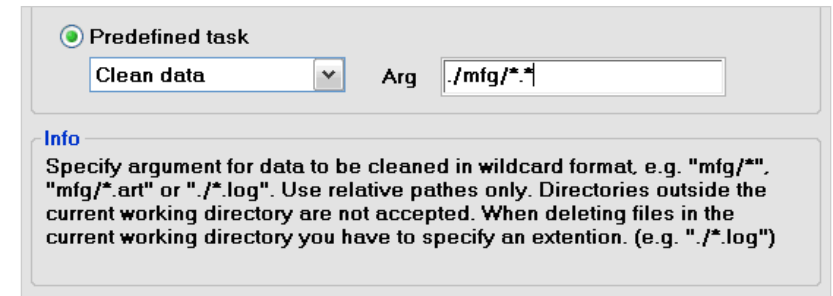 Predefined task
Clean data Arg ./mfg/*.*
Info
Specify argument for data to be cleaned in wildcard format, e.g. "mfg/*",
"mfg/*.art" or "./*.log". Use relative pathes only. Directories outside the
current working directory are not accepted. When deleting files in the
current working directory you have to specify an extention. (e.g. "./*.log")